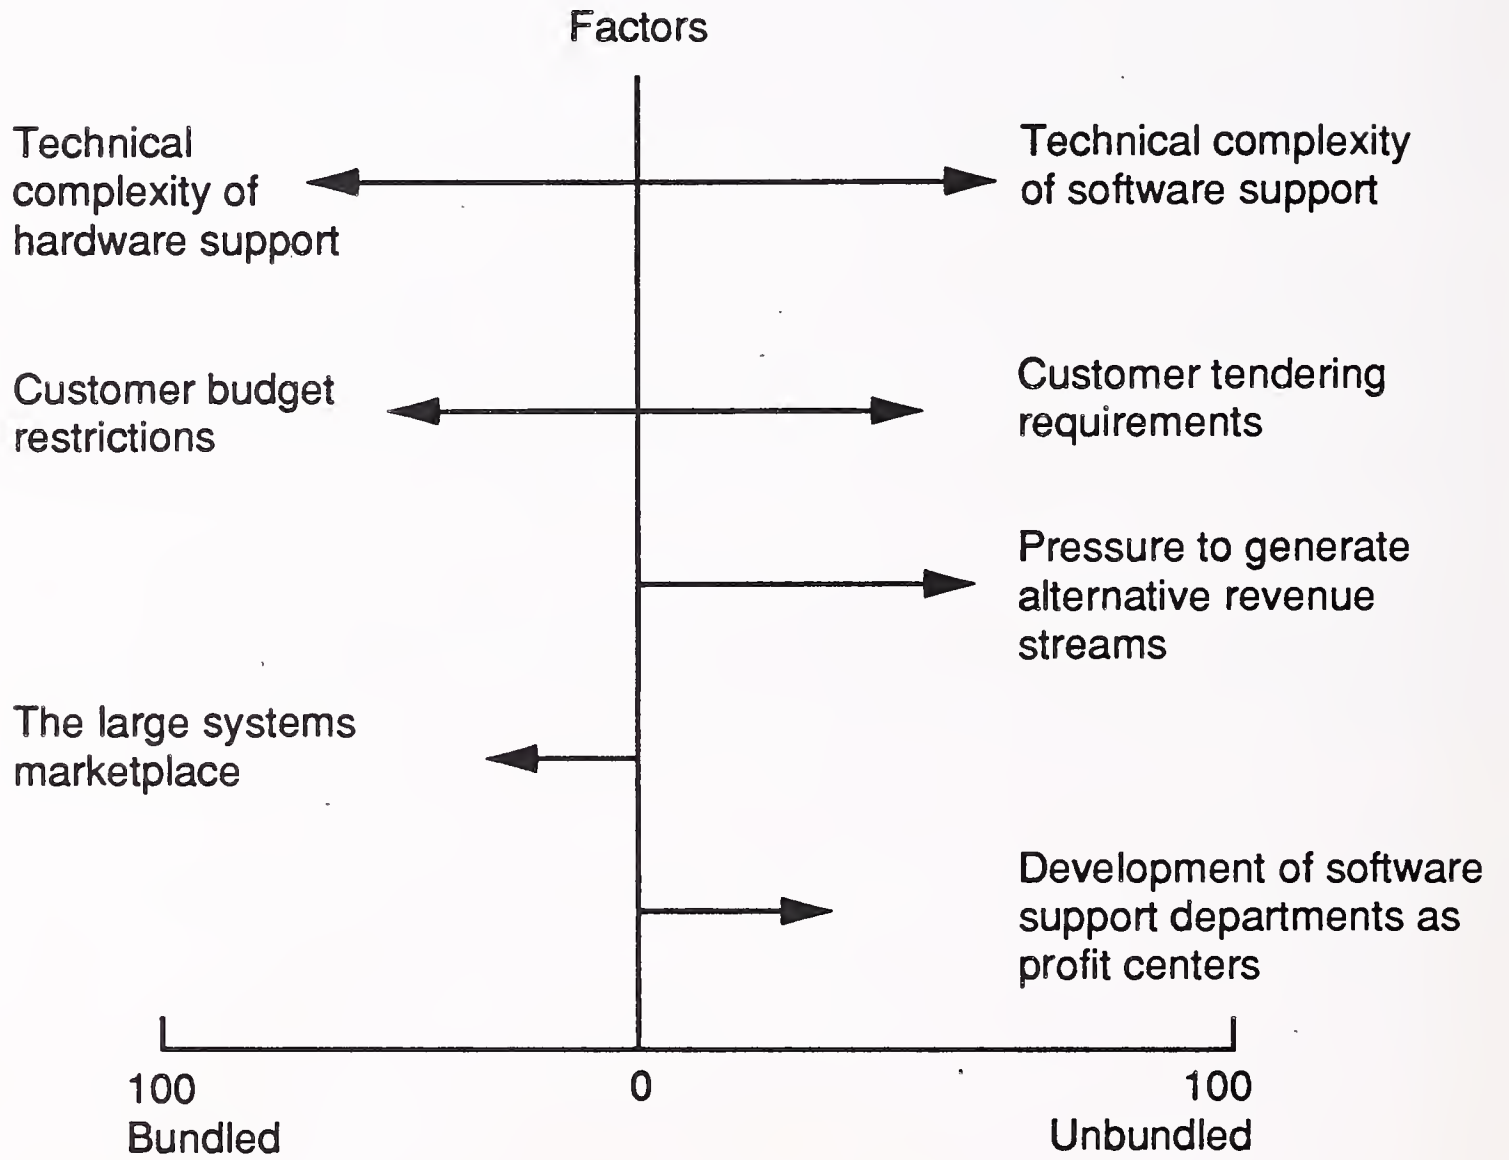 Factors
Technical
complexity of
hardware support
Technical complexity
of software support
Customer budget
restrictions
Customer tendering
requirements
Pressure to generate
alternative revenue
streams
The large systems
marketplace
Development of software
support departments as
profit centers
100
0
100
Bundled
Unbundled